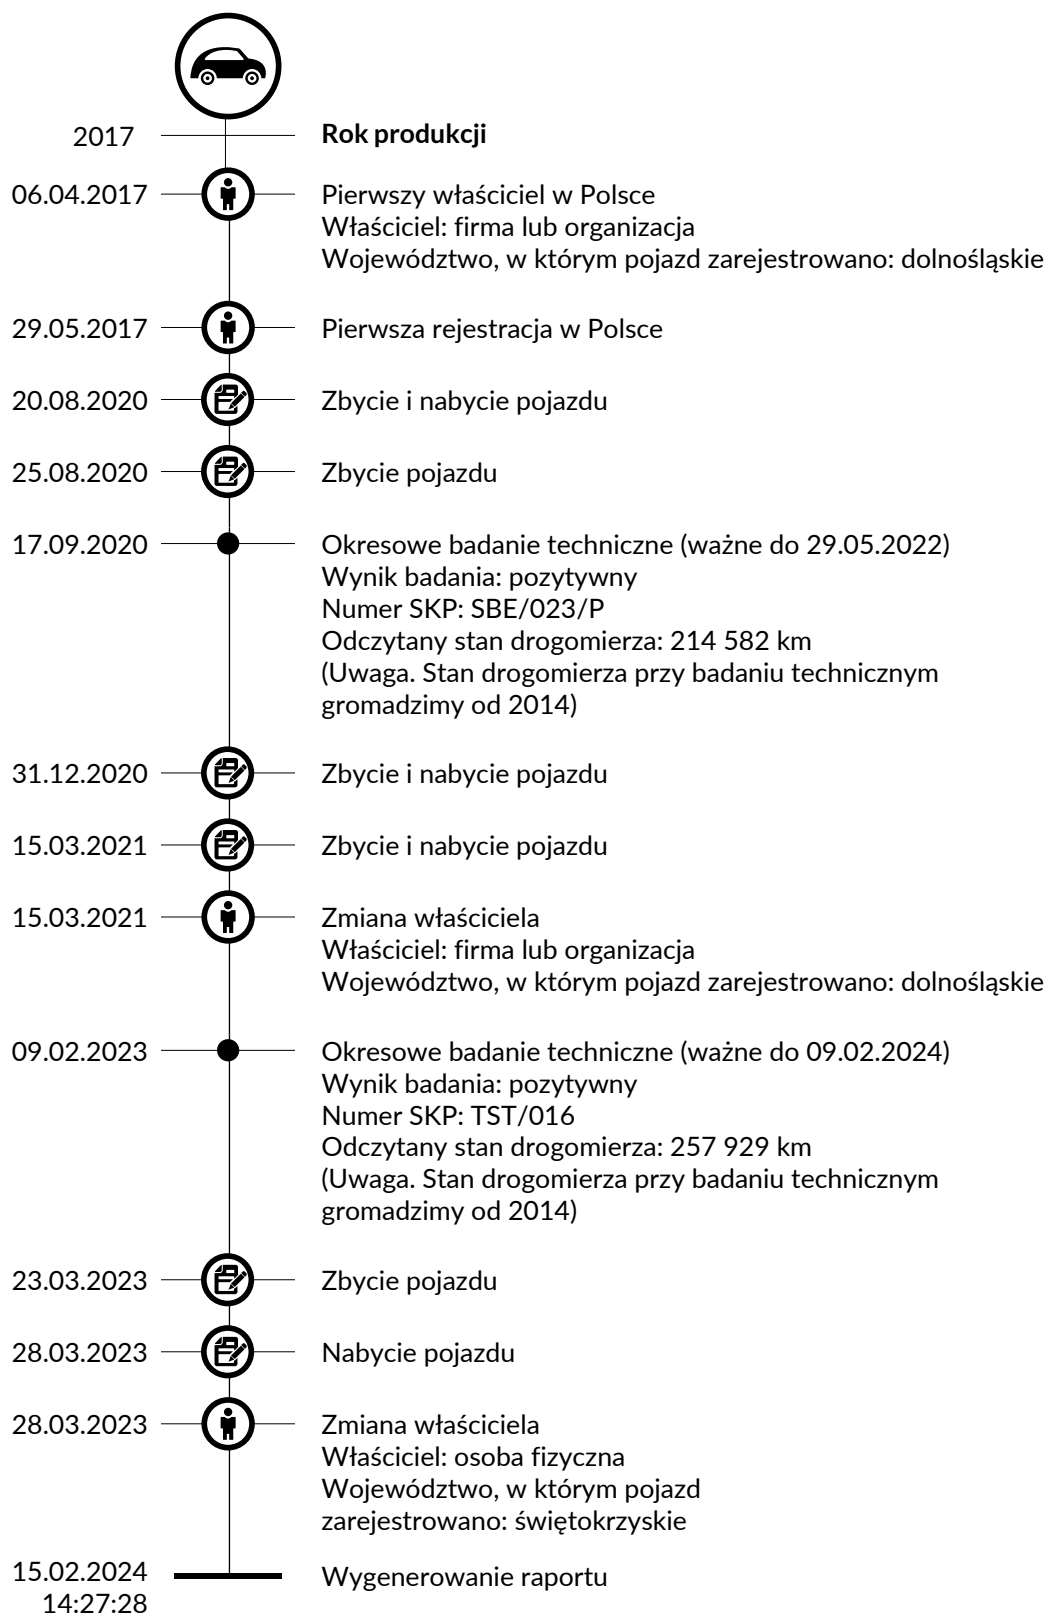 2017
Rok produkcji
06.04.2017
Pierwszy właściciel w Polsce
Właściciel: firma lub organizacja
Województwo, w którym pojazd zarejestrowano: dolnośląskie
29.05.2017
Pierwsza rejestracja w Polsce
20.08.2020
Zbycie i nabycie pojazdu
25.08.2020
Zbycie pojazdu
17.09.2020
Okresowe badanie techniczne (ważne do 29.05.2022)
Wynik badania: pozytywny
Numer SKP: SBE/023/P
Odczytany stan drogomierza: 214 582 km
(Uwaga. Stan drogomierza przy badaniu technicznym
gromadzimy od 2014)
31.12.2020
Zbycie i nabycie pojazdu
15.03.2021
Zbycie i nabycie pojazdu
15.03.2021
Zmiana właściciela
Właściciel: firma lub organizacja
Województwo, w którym pojazd zarejestrowano: dolnośląskie
09.02.2023
Okresowe badanie techniczne (ważne do 09.02.2024)
Wynik badania: pozytywny
Numer SKP: TST/016
Odczytany stan drogomierza: 257 929 km
(Uwaga. Stan drogomierza przy badaniu technicznym
gromadzimy od 2014)
23.03.2023
Zbycie pojazdu
28.03.2023
Nabycie pojazdu
28.03.2023
Zmiana właściciela
Właściciel: osoba fizyczna
Województwo, w którym pojazd
zarejestrowano: świętokrzyskie
15.02.2024
14:27:28
Wygenerowanie raportu